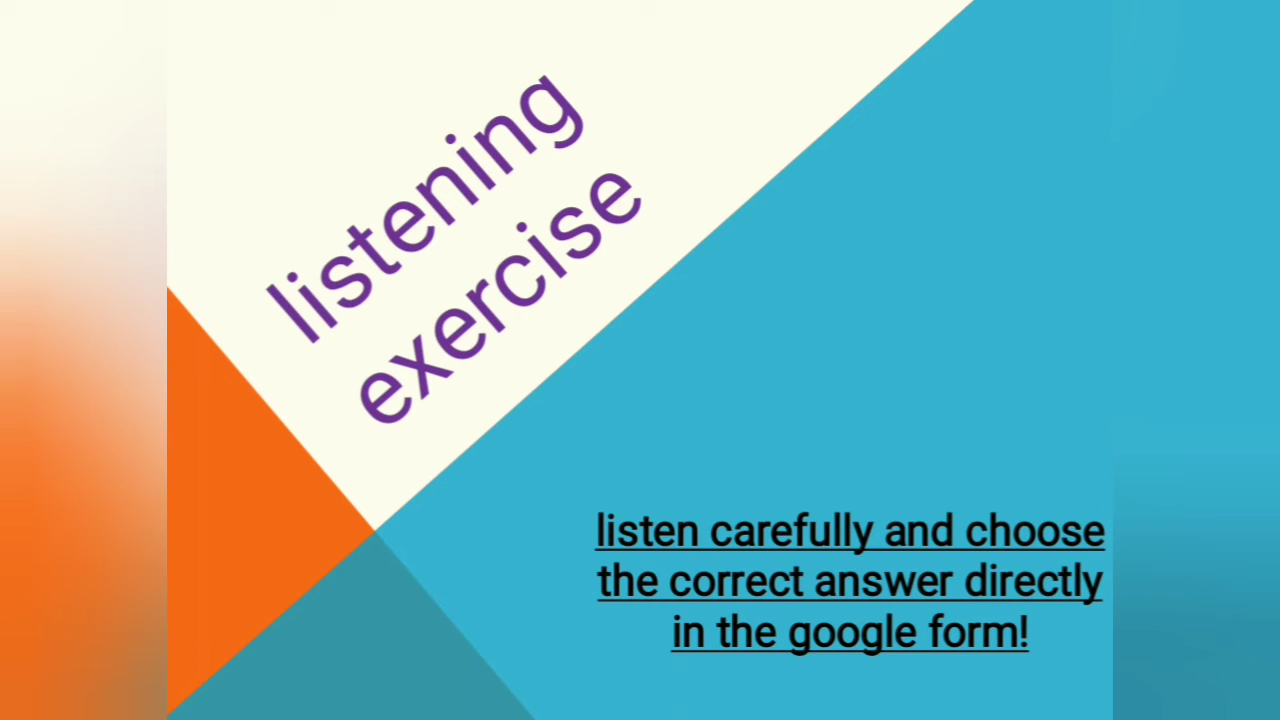 listening
exercise
listen carefully and choose
the correct answer directly
in the google form!